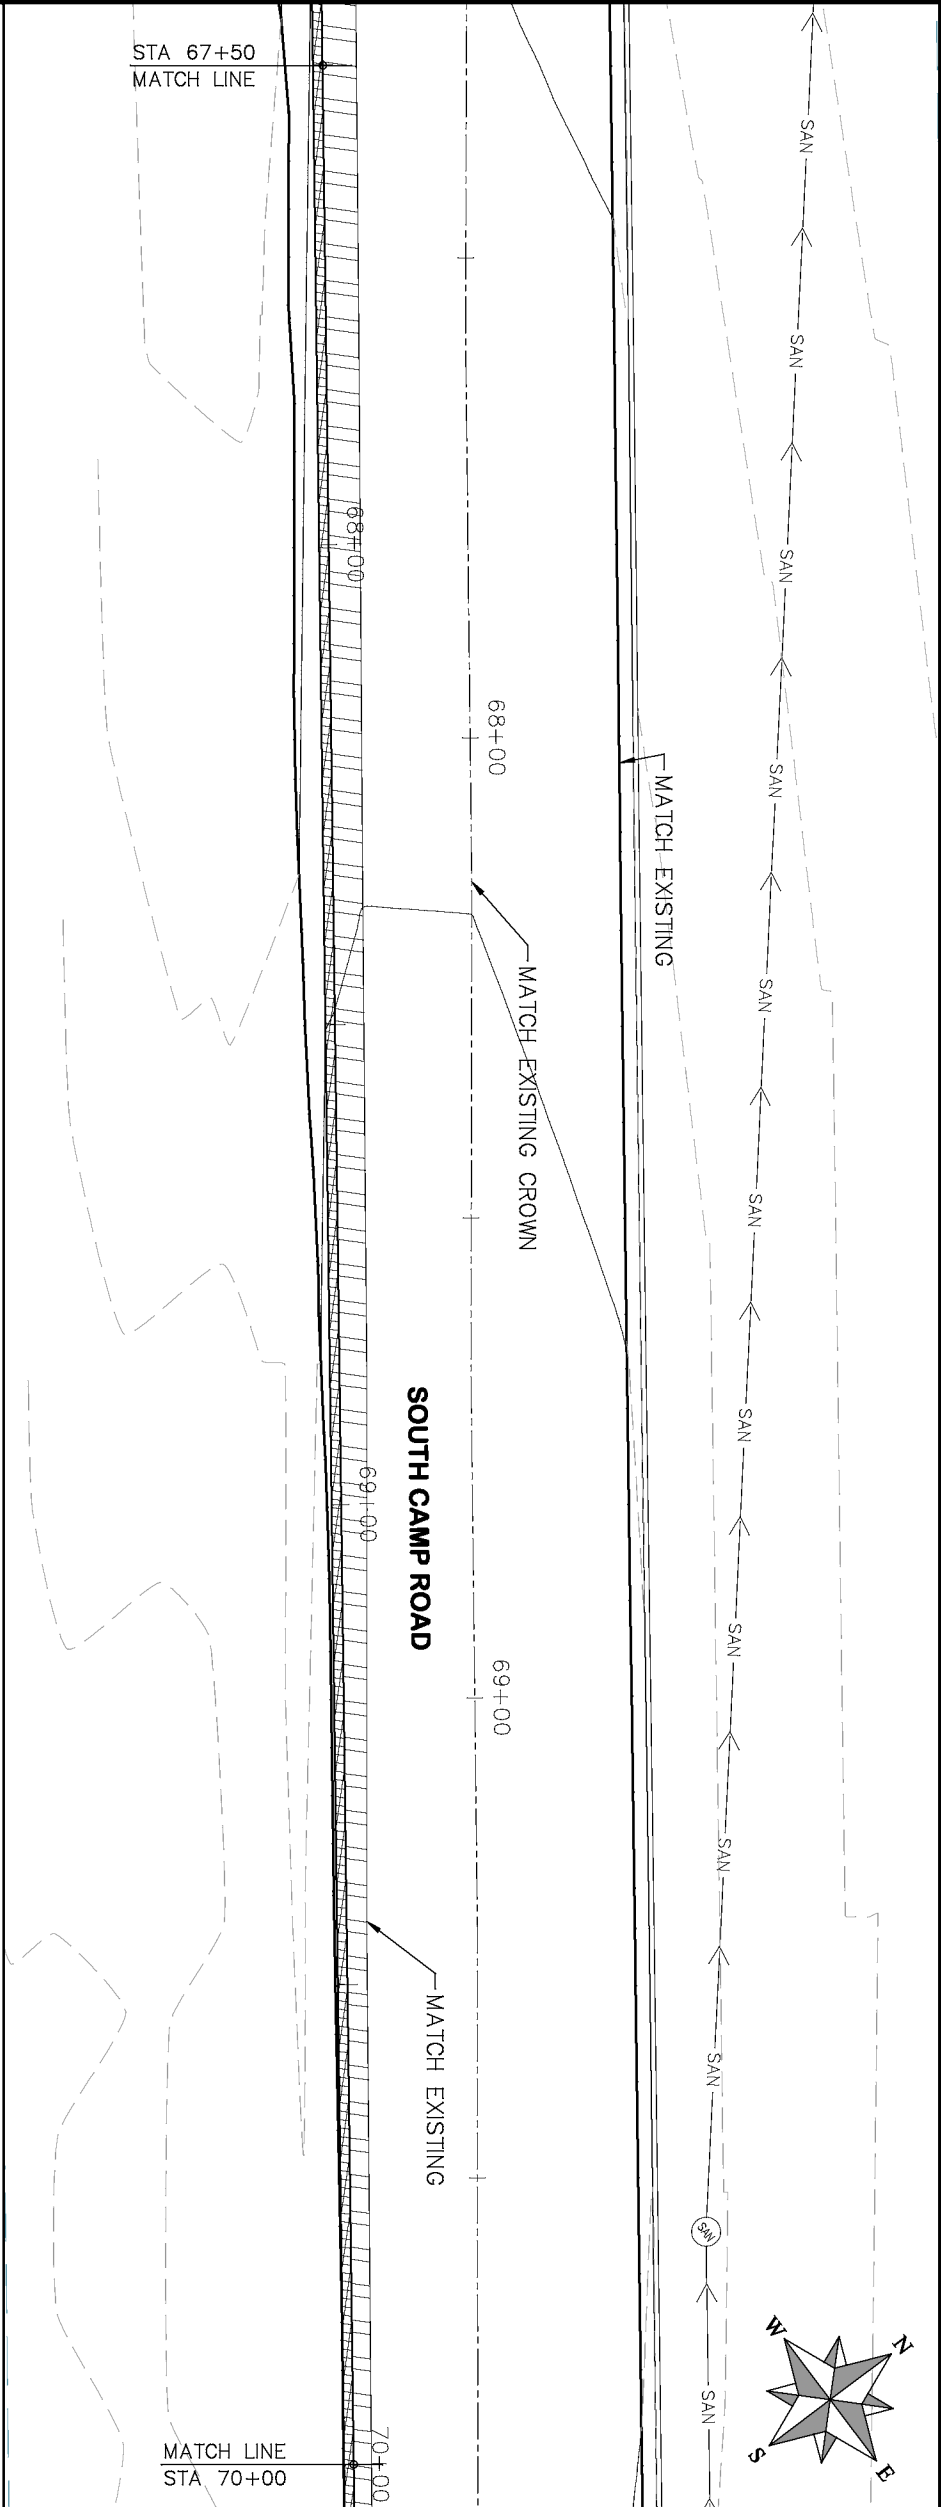 STA 67+50
MATCH LINE
SAN
SAN
68+00
SAN
68+00
MATCH EXISTING
SAN
MATCH EXISTING CROWN
SAN
SAN
SOUTH CAMP ROAD
SAN
69+00
SAN
69+00
SAN
MATCH EXISTING
SAN
SAN
W
N
S
E
SAN
70+00
MATCH LINE
STA 70+00